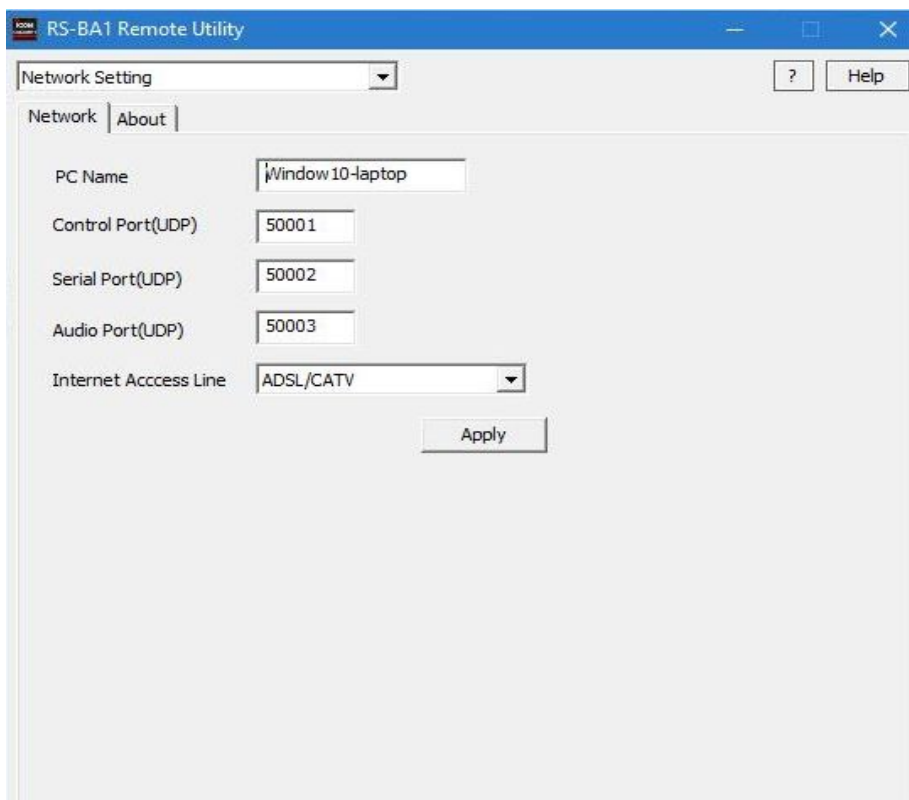 RS-BA1 Remote Utility
Network Setting
? Help
Network About
PC Name Window10-laptop
Control Port(UDP) 50001
Serial Port(UDP) 50002
Audio Port(UDP) 50003
Internet Acccess Line ADSL/CATV
Apply